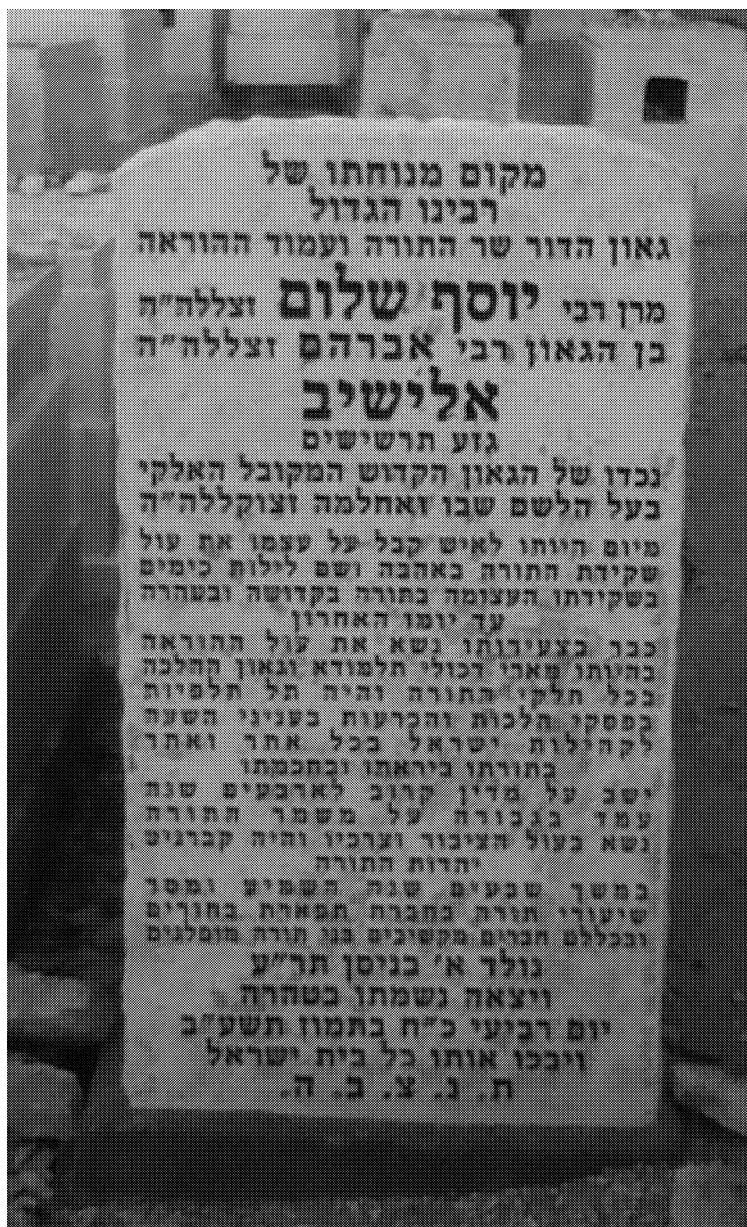 מקום מנוחתו של
רבינו הגדול
גאון הדור שר התורה ועמוד ההוראה
מרן רבי יוסף שלום זצללה״ה
בן הגאון רבי אברהם זצללה״ה
אלישיב
גזע תרשישים
נכדו של הגאון הקדוש המקובל האלקי
בעל הלשם שבו ואחלמה זצוקללה״ה
מיום היותו לאיש קבל על עצמו את עול
שקידת התורה באהבה ושם לילות כימים
בשקידתו העצומה בתורה בקדושה ובטהרה
עד יומו האחרון
כבר בצעירותו נשא את עול ההוראה
בהיותו מארי דכולי תלמודא וגאון ההלכה
בכל חלקי התורה והיה תל תלפיות
בפסקי הלכות והכרעות בעניני השעה
לקהילות ישראל בכל אתר ואתר
בתורתו ביראתו ובחכמתו
ישב על מדין קרוב לארבעים שנה
עמד בגבורה על משמר התורה
נשא בעול הציבור וצרכיו והיה קברניט
יהדות התורה
במשך שבעים שנה השמיע ומסר
שיעורי תורה בחברת תפארת בחורים
ובכללם חברים מקשיבים בני תורה מופלגים
נולד א׳ בניסן תר״ע
ויצאה נשמתו בטהרה
יום רביעי כ״ח בתמוז תשע״ב
ויבכו אותו כל בית ישראל
ת. נ. צ. ב. ה.